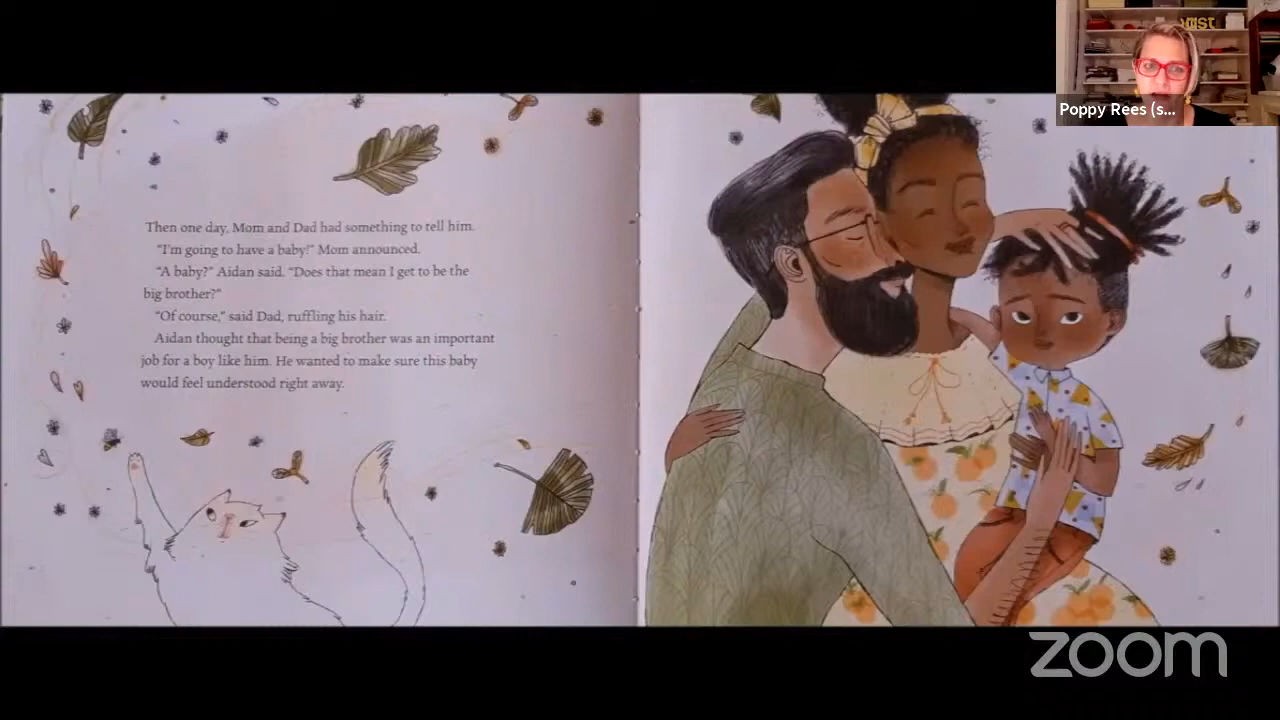 Poppy Rees (s...
Then one day, Mom and Dad had something to tell him.
“I’m going to have a baby!” Mom announced.
“A baby?” Aidan said. “Does that mean I get to be the
big brother?”
“Of course,” said Dad, ruffling his hair.
Aidan thought that being a big brother was an important
job for a boy like him. He wanted to make sure this baby
would feel understood right away.
zoom